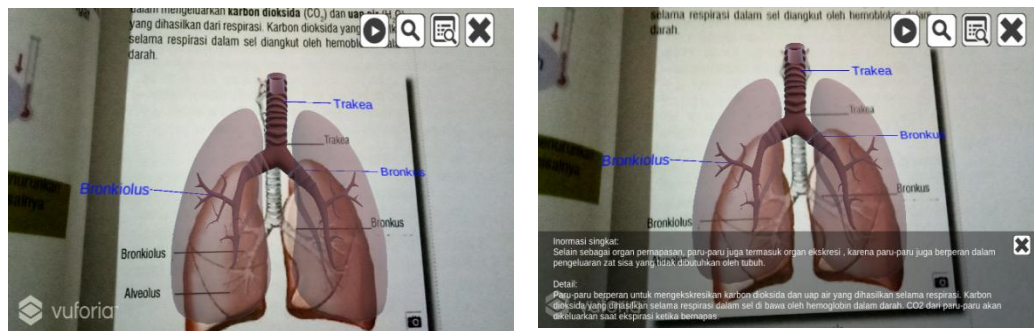 dalam mengeluarkan karbon dioksida (CO₂) dan uap air
yang dihasilkan dari respirasi. Karbon dioksida yang
selama respirasi dalam sel diangkut oleh
darah.
Trakea
Trakea
Bronkiolus
Bronkus
Bronkus
Bronkiolus
Alveolus
vuforia
selama respirasi dalam sel diangkut oleh hemoblobin
darah.
Trakea
Trakea
Bronkus
Bronkiolus
Bronkus
Bronkiolus
Inormasi singkat:
Selain sebagai organ pernapasan, paru-paru juga termasuk organ ekskresi , karena paru-paru juga berperan dalam
pengeluaran zat sisa yang tidak dibutuhkan oleh tubuh.
Detail:
Paru-paru berperan untuk mengekskresikan karbon dioksida dan uap air yang dihasilkan selama respirasi. Karbon
dioksida yang dihasilkan selama respirasi dalam sel di bawa oleh hemoglobin dalam darah. CO2 dari paru-paru akan
dikeluarkan saat ekspirasi ketika bernapas.
vuforia